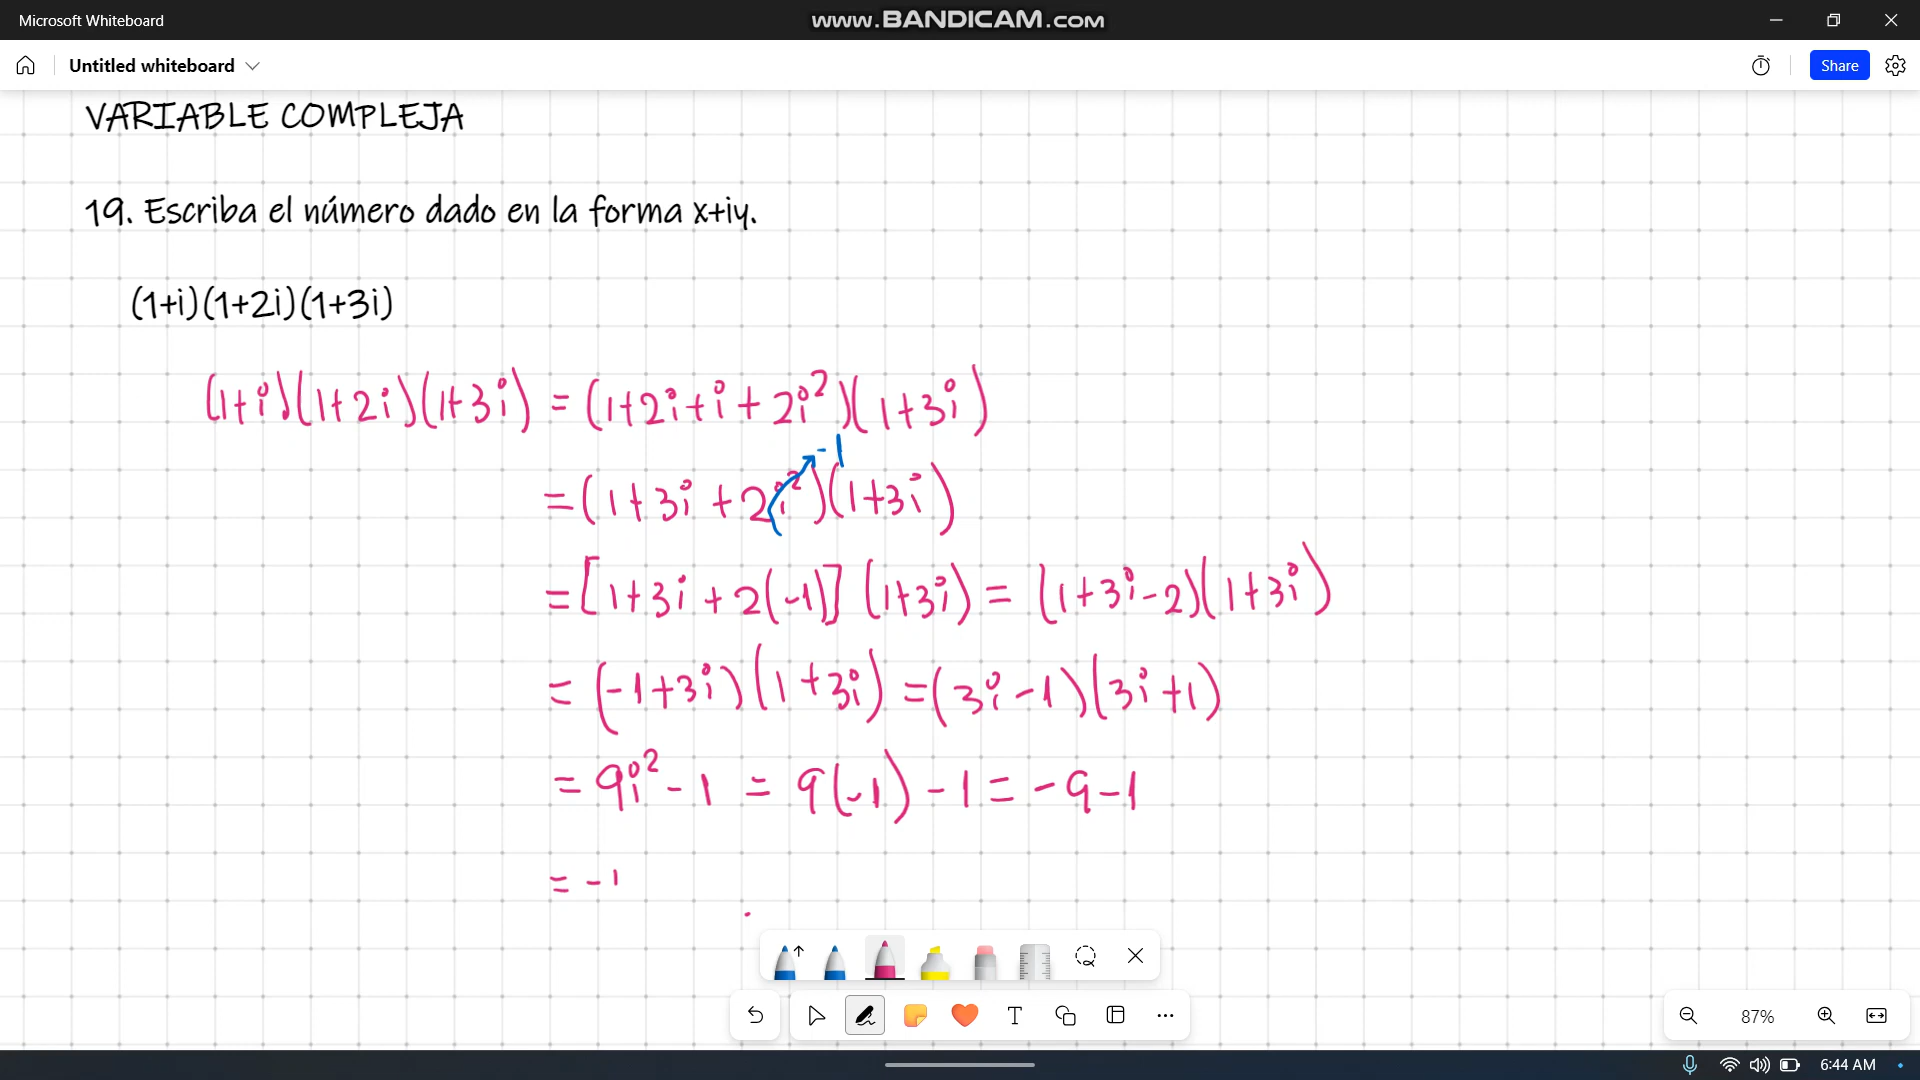 Microsoft Whiteboard
www.BANDICAM.com
Untitled whiteboard
Share
VARIABLE COMPLEJA
19. Escriba el número dado en la forma x+iy.
(1+i)(1+2i)(1+3i)
(1+i)(1+2i)(1+3i) = (1+2i+i+2i²)(1+3i)
-1
=(1+3i+2i²)(1+3i)
=[1+3i+2(-1)](1+3i) = (1+3i-2)(1+3i)
= (-1+3i)(1+3i) =(3i-1)(3i+1)
= 9i²-1 = 9(-1)-1 = -9-1
= -1
T
87%
6:44 AM